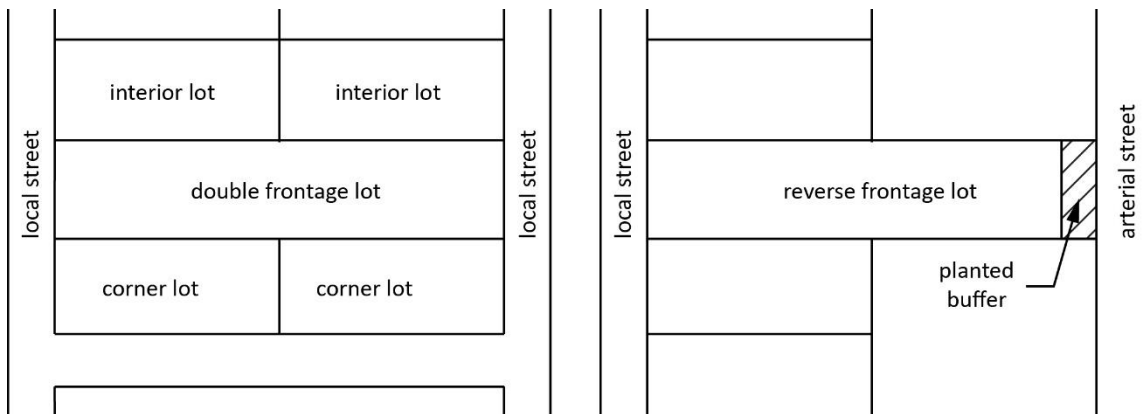 interior lot
interior lot
local street
double frontage lot
local street
corner lot
corner lot
local street
reverse frontage lot
arterial street
planted
buffer